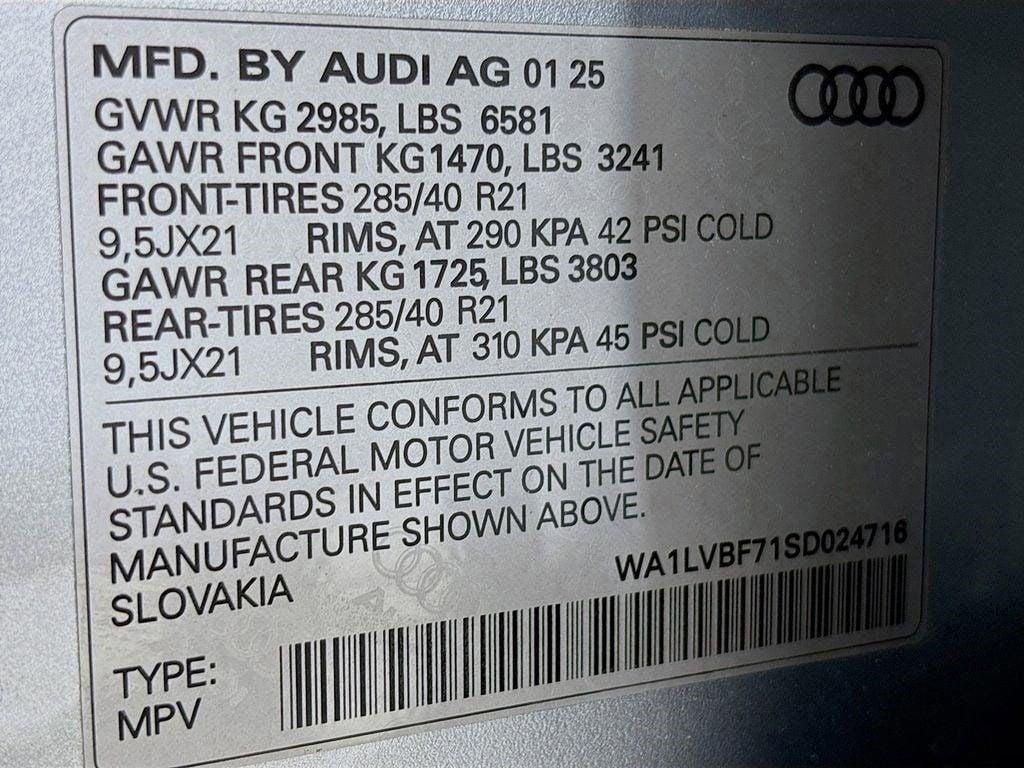 MFD. BY AUDI AG 01 25
GVWR KG 2985, LBS 6581
GAWR FRONT KG1470, LBS 3241
FRONT-TIRES 285/40 R21
9,5JX21 RIMS, AT 290 KPA 42 PSI COLD
GAWR REAR KG 1725, LBS 3803
REAR-TIRES 285/40 R21
9,5JX21 RIMS, AT 310 KPA 45 PSI COLD
THIS VEHICLE CONFORMS TO ALL APPLICABLE
U.S. FEDERAL MOTOR VEHICLE SAFETY
STANDARDS IN EFFECT ON THE DATE OF
MANUFACTURE SHOWN ABOVE.
SLOVAKIA
WA1LVBF71SD024716
TYPE:
MPV